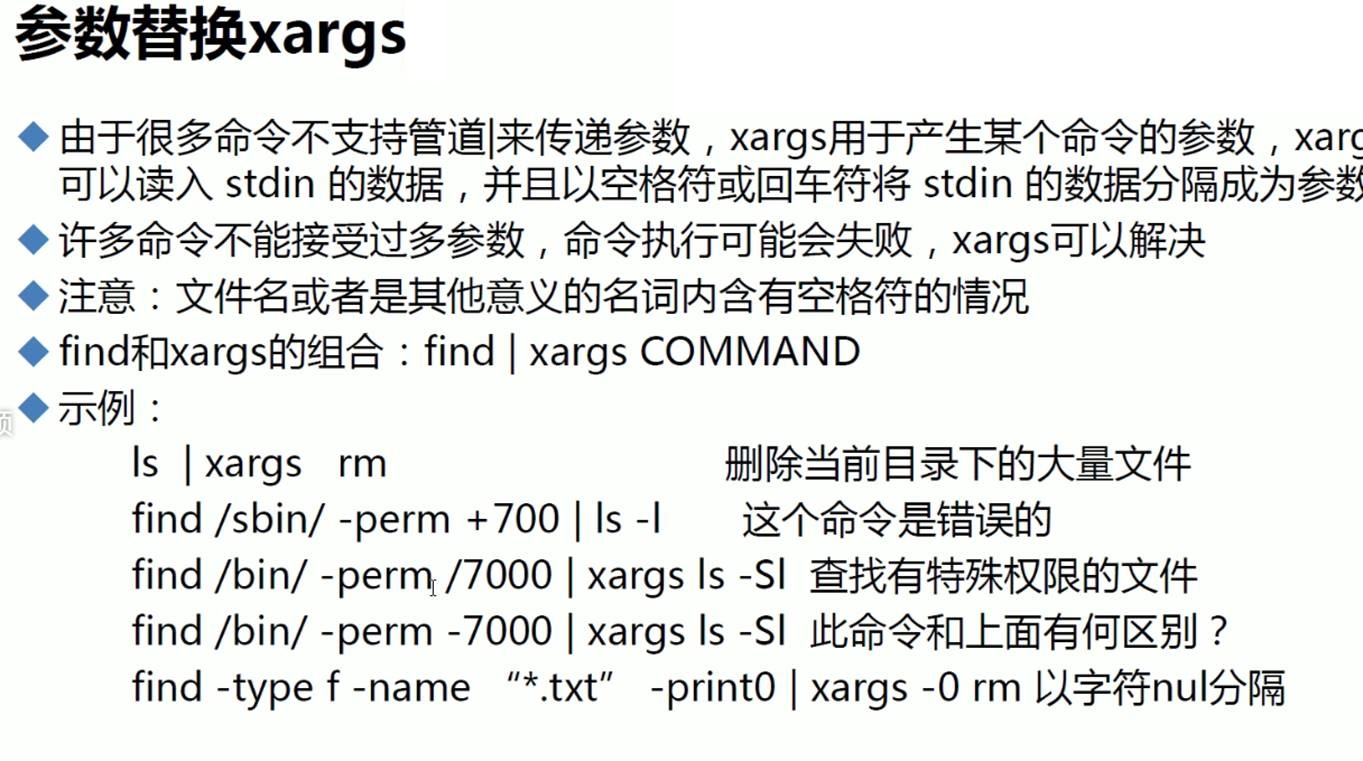 参数替换xargs
由于很多命令不支持管道|来传递参数，xargs用于产生某个命令的参数，xarg
可以读入 stdin 的数据，并且以空格符或回车符将 stdin 的数据分隔成为参数
许多命令不能接受过多参数，命令执行可能会失败，xargs可以解决
注意：文件名或者是其他意义的名词内含有空格符的情况
find和xargs的组合：find | xargs COMMAND
示例：
ls | xargs rm 删除当前目录下的大量文件
find /sbin/ -perm +700 | ls -l 这个命令是错误的
find /bin/ -perm /7000 | xargs ls -Sl 查找有特殊权限的文件
find /bin/ -perm -7000 | xargs ls -Sl 此命令和上面有何区别？
find -type f -name “*.txt” -print0 | xargs -0 rm 以字符nul分隔